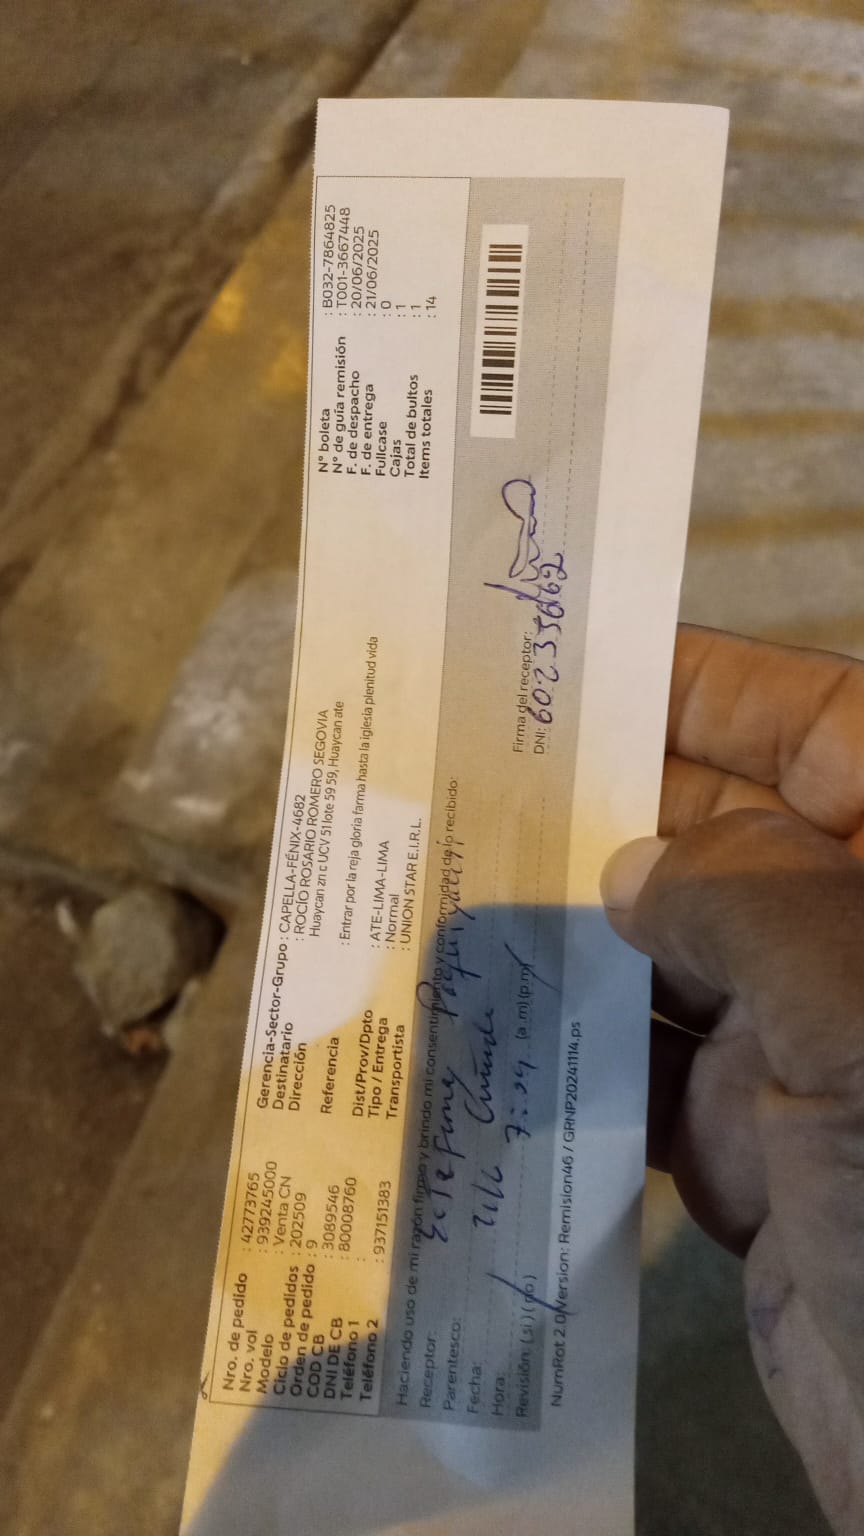 Nro. de pedido : 42773765
Nro. vol : 939245000
Modelo : Venta CN
Ciclo de pedidos : 202509
Orden de pedido : 9
COD CB : 3089546
DNI DE CB : 80008760
Teléfono 1 :
Teléfono 2 : 937151383
Gerencia-Sector-Grupo : CAPELLA-FÉNIX-4682
Destinatario : ROCÍO ROSARIO ROMERO SEGOVIA
Dirección Huaycan zn c UCV 51 lote 59 59, Huaycan ate
Referencia : Entrar por la reja gloria farma hasta la iglesia plenitud vida
Dist/Prov/Dpto : ATE-LIMA-LIMA
Tipo / Entrega : Normal
Transportista : UNION STAR E.I.R.L.
N° boleta : B032-7864825
N° de guía remisión : T001-3667448
F. de despacho : 20/06/2025
F. de entrega : 21/06/2025
Fullcase : 0
Cajas : 1
Total de bultos : 1
Items totales : 14
Haciendo uso de mi razón firmo y brindo mi consentimiento y conformidad de lo recibido:
Receptor:
Parentesco:
Fecha:
Hora: (a.m) (p.m)
Revisión: (si) (no)
Firma del receptor:
DNI:
NumRot 2.0/Version: Remision46 / GRNP20241114.ps